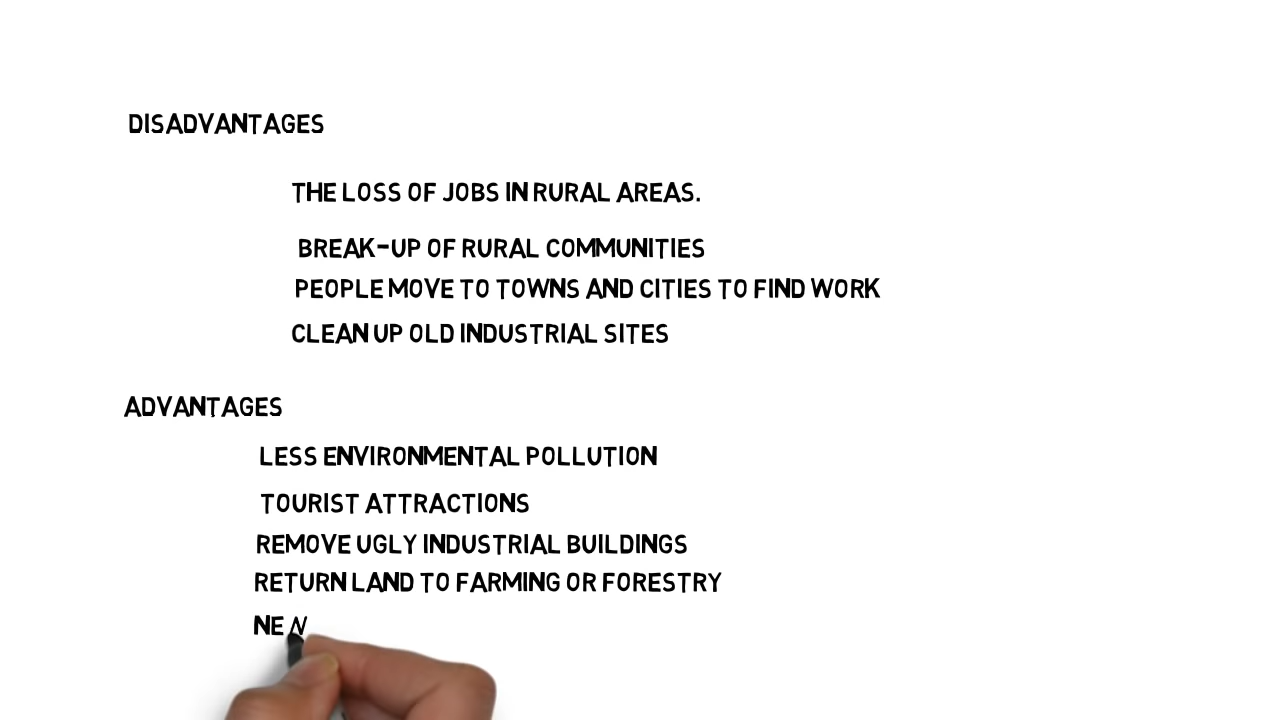 DISADVANTAGES
THE LOSS OF JOBS IN RURAL AREAS.
BREAK-UP OF RURAL COMMUNITIES
PEOPLE MOVE TO TOWNS AND CITIES TO FIND WORK
CLEAN UP OLD INDUSTRIAL SITES
ADVANTAGES
LESS ENVIRONMENTAL POLLUTION
TOURIST ATTRACTIONS
REMOVE UGLY INDUSTRIAL BUILDINGS
RETURN LAND TO FARMING OR FORESTRY